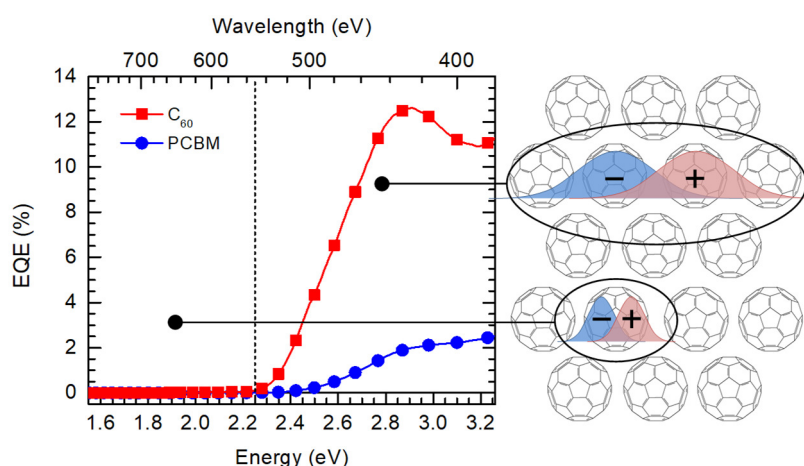 Wavelength (eV)
700 600 500 400
14
12
10
8
6
4
2
0
EQE (%)
C60
PCBM
1.6 1.8 2.0 2.2 2.4 2.6 2.8 3.0 3.2
Energy (eV)
− +
− +